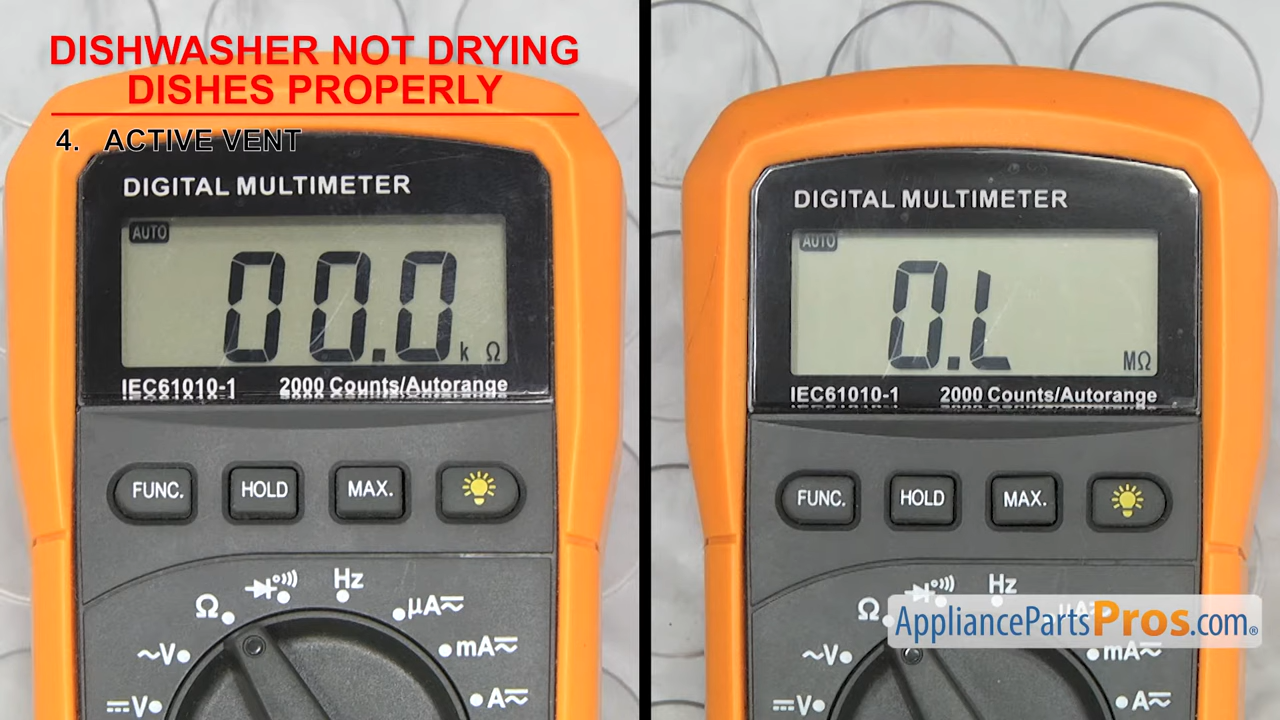 DISHWASHER NOT DRYING
DISHES PROPERLY
4. ACTIVE VENT
DIGITAL MULTIMETER
AUTO
00.0 k Ω
IEC61010-1 2000 Counts/Autorange
FUNC. HOLD MAX.
Hz
Ω
μA
~V
mA
V
A
DIGITAL MULTIMETER
AUTO
0.L MΩ
IEC61010-1 2000 Counts/Autorange
FUNC. HOLD MAX.
Hz
Ω
μA
~V
mA
V
A
AppliancePartsPros.com®